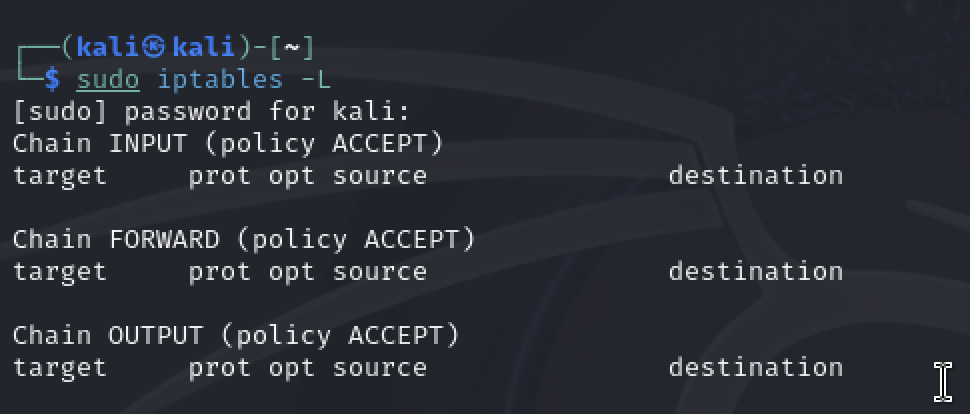 ┌──(kali㉿kali)-[~]
└─$ sudo iptables -L
[sudo] password for kali:
Chain INPUT (policy ACCEPT)
target     prot opt source               destination

Chain FORWARD (policy ACCEPT)
target     prot opt source               destination

Chain OUTPUT (policy ACCEPT)
target     prot opt source               destination